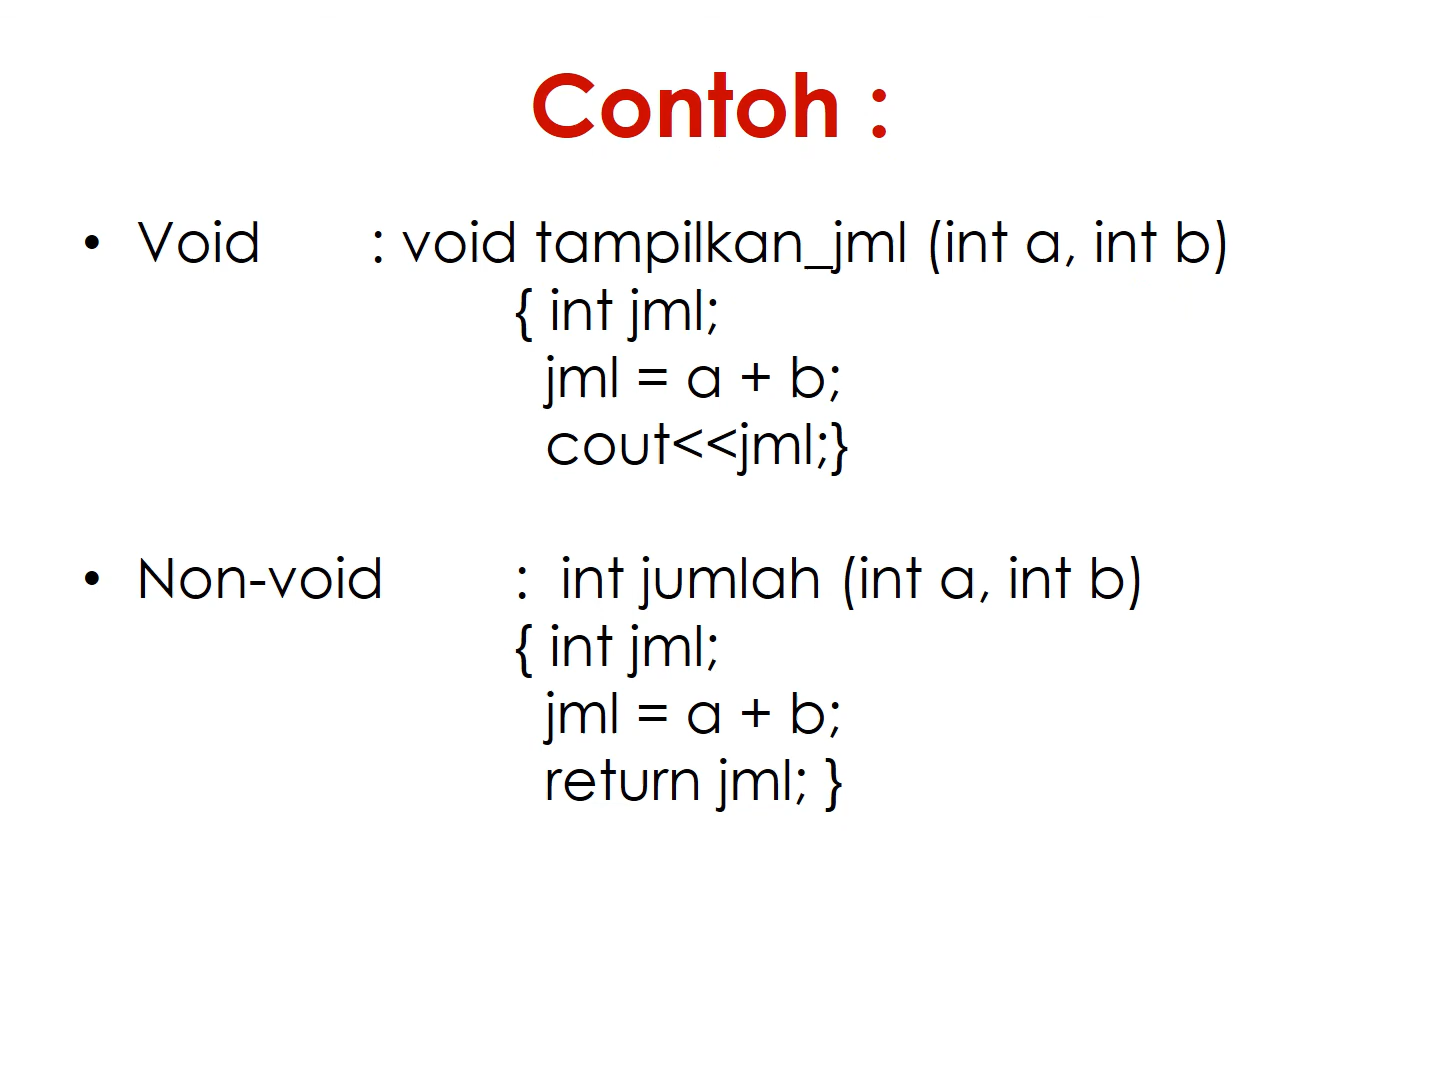 Contoh :
• Void : void tampilkan_jml (int a, int b)
{ int jml;
jml = a + b;
cout<<jml;}
• Non-void : int jumlah (int a, int b)
{ int jml;
jml = a + b;
return jml; }